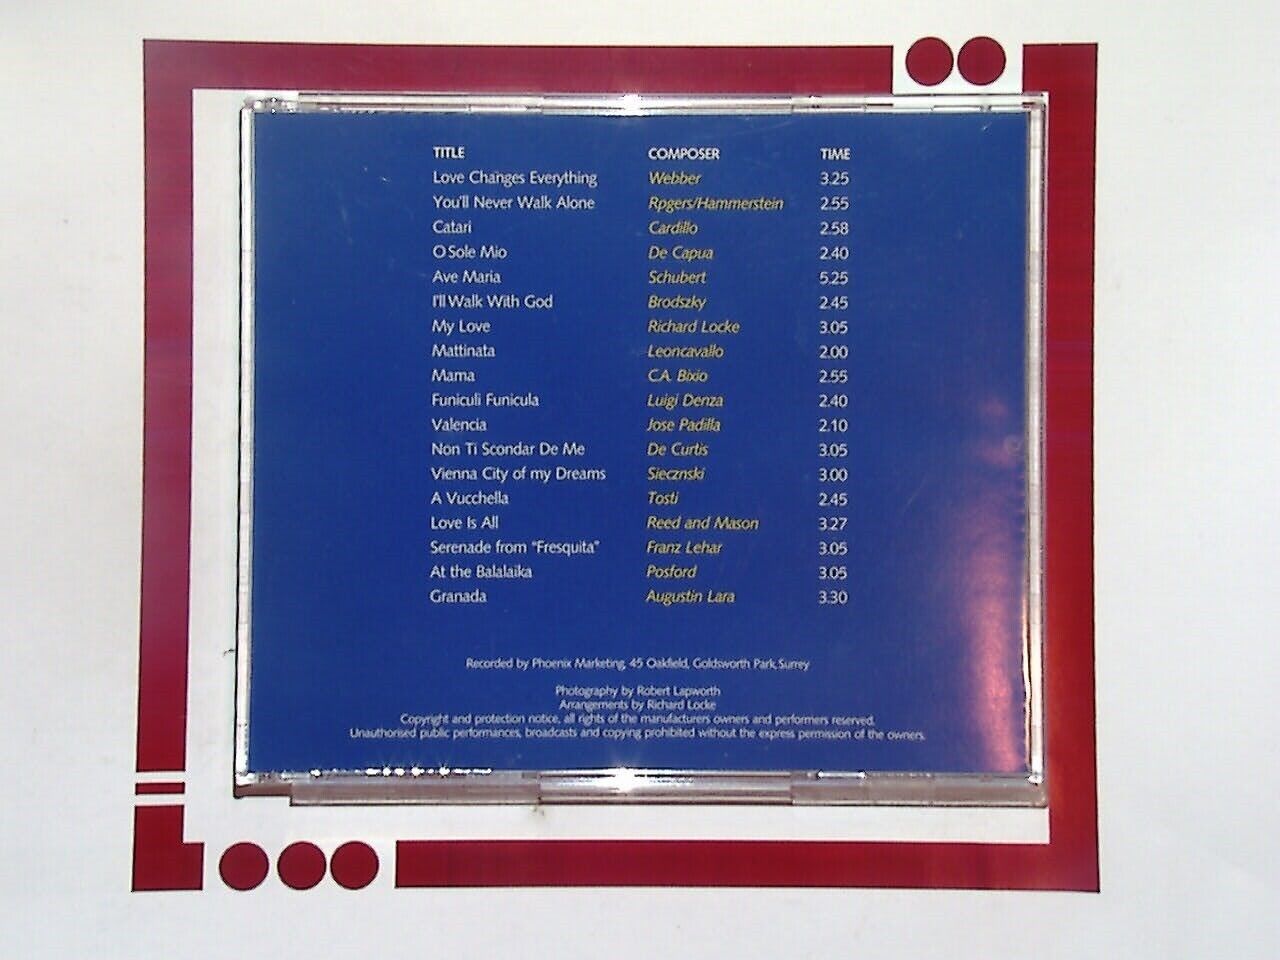 TITLE COMPOSER TIME
Love Changes Everything Webber 3.25
You'll Never Walk Alone Rpgers/Hammerstein 2.55
Catari Cardillo 2.58
O Sole Mio De Capua 2.40
Ave Maria Schubert 5.25
I'll Walk With God Brodszky 2.45
My Love Richard Locke 3.05
Mattinata Leoncavallo 2.00
Mama C.A. Bixio 2.55
Funiculi Funicula Luigi Denza 2.40
Valencia Jose Padilla 2.10
Non Ti Scondar De Me De Curtis 3.05
Vienna City of my Dreams Siecznski 3.00
A Vucchella Tosti 2.45
Love Is All Reed and Mason 3.27
Serenade from "Fresquita" Franz Lehar 3.05
At the Balalaika Posford 3.05
Granada Augustin Lara 3.30
Recorded by Phoenix Marketing, 45 Oakfield, Goldsworth Park, Surrey
Photography by Robert Lapworth
Arrangements by Richard Locke
Copyright and protection notice, all rights of the manufacturers owners and performers reserved.
Unauthorised public performances, broadcasts and copying prohibited without the express permission of the owners.